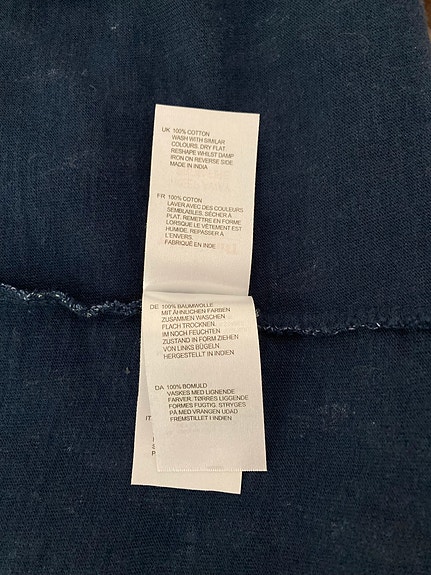 UK 100% COTTON
WASH WITH SIMILAR
COLOURS. DRY FLAT
RESHAPE WHILST DAMP
IRON ON REVERSE SIDE
MADE IN INDIA
FR 100% COTON
LAVER AVEC DES COULEURS
SEMBLABLES, SÉCHER À
PLAT, REMETTRE EN FORME
LORSQUE LE VÊTEMENT EST
HUMIDE. REPASSER À
L'ENVERS.
FABRIQUÉ EN INDE
DE 100% BAUMWOLLE
MIT ÄHNLICHEN FARBEN
ZUSAMMEN WASCHEN
FLACH TROCKNEN.
IM NOCH FEUCHTEN
ZUSTAND IN FORM ZIEHEN
VON LINKS BÜGELN.
HERGESTELLT IN INDIEN
DA 100% BOMULD
VASKES MED LIGNENDE
FARVER, TØRRES LIGGENDE
FORMES FUGTIG. STRYGES
PÅ MED VRANGEN UDAD
FREMSTILLET I INDIEN